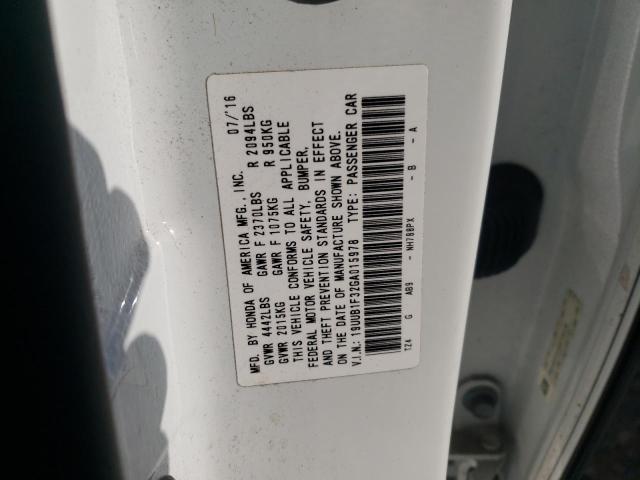 MFD. BY HONDA OF AMERICA MFG., INC. 07/'16
GVWR 4442LBS GAWR F 2370LBS R 2094LBS
GVWR 2015KG GAWR F 1075KG R 950KG
THIS VEHICLE CONFORMS TO ALL APPLICABLE
FEDERAL MOTOR VEHICLE SAFETY, BUMPER,
AND THEFT PREVENTION STANDARDS IN EFFECT
ON THE DATE OF MANUFACTURE SHOWN ABOVE.
V.I.N.: 19UUB1F32GA015978 TYPE: PASSENGER CAR
TZ4 G AB9 - NH788PX - B - A